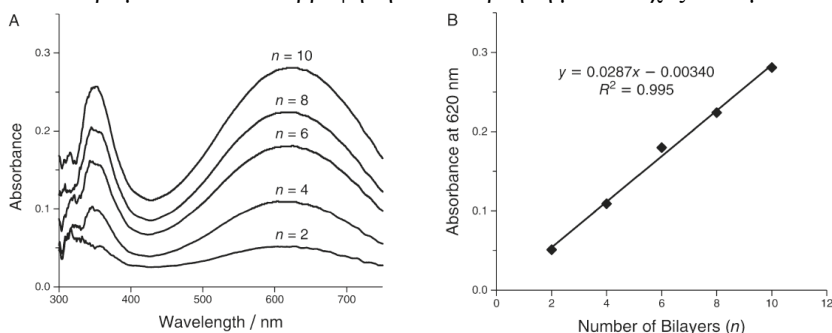 A
0.3
0.2
0.1
0.0
Absorbance
n = 10
n = 8
n = 6
n = 4
n = 2
300
400
500
600
700
Wavelength / nm
B
0.3
0.2
0.1
0.0
Absorbance at 620 nm
y = 0.0287x – 0.00340
R² = 0.995
0
2
4
6
8
10
12
Number of Bilayers (n)